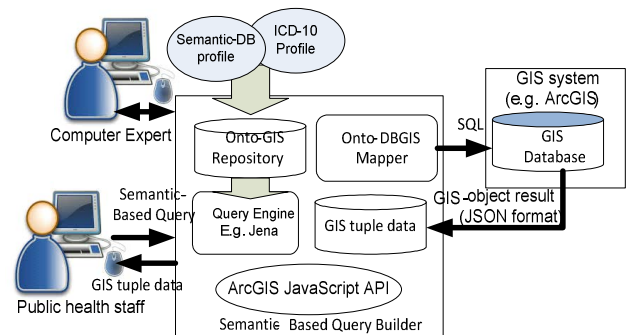 Semantic-DB
profile
ICD-10
Profile
Computer Expert
Onto-GIS
Repository
Onto-DBGIS
Mapper
SQL
GIS system
(e.g. ArcGIS)
GIS
Database
Semantic-
Based Query
Query Engine
E.g. Jena
GIS tuple data
GIS-object result
(JSON format)
GIS tuple data
Public health staff
ArcGIS JavaScript API
Semantic Based Query Builder